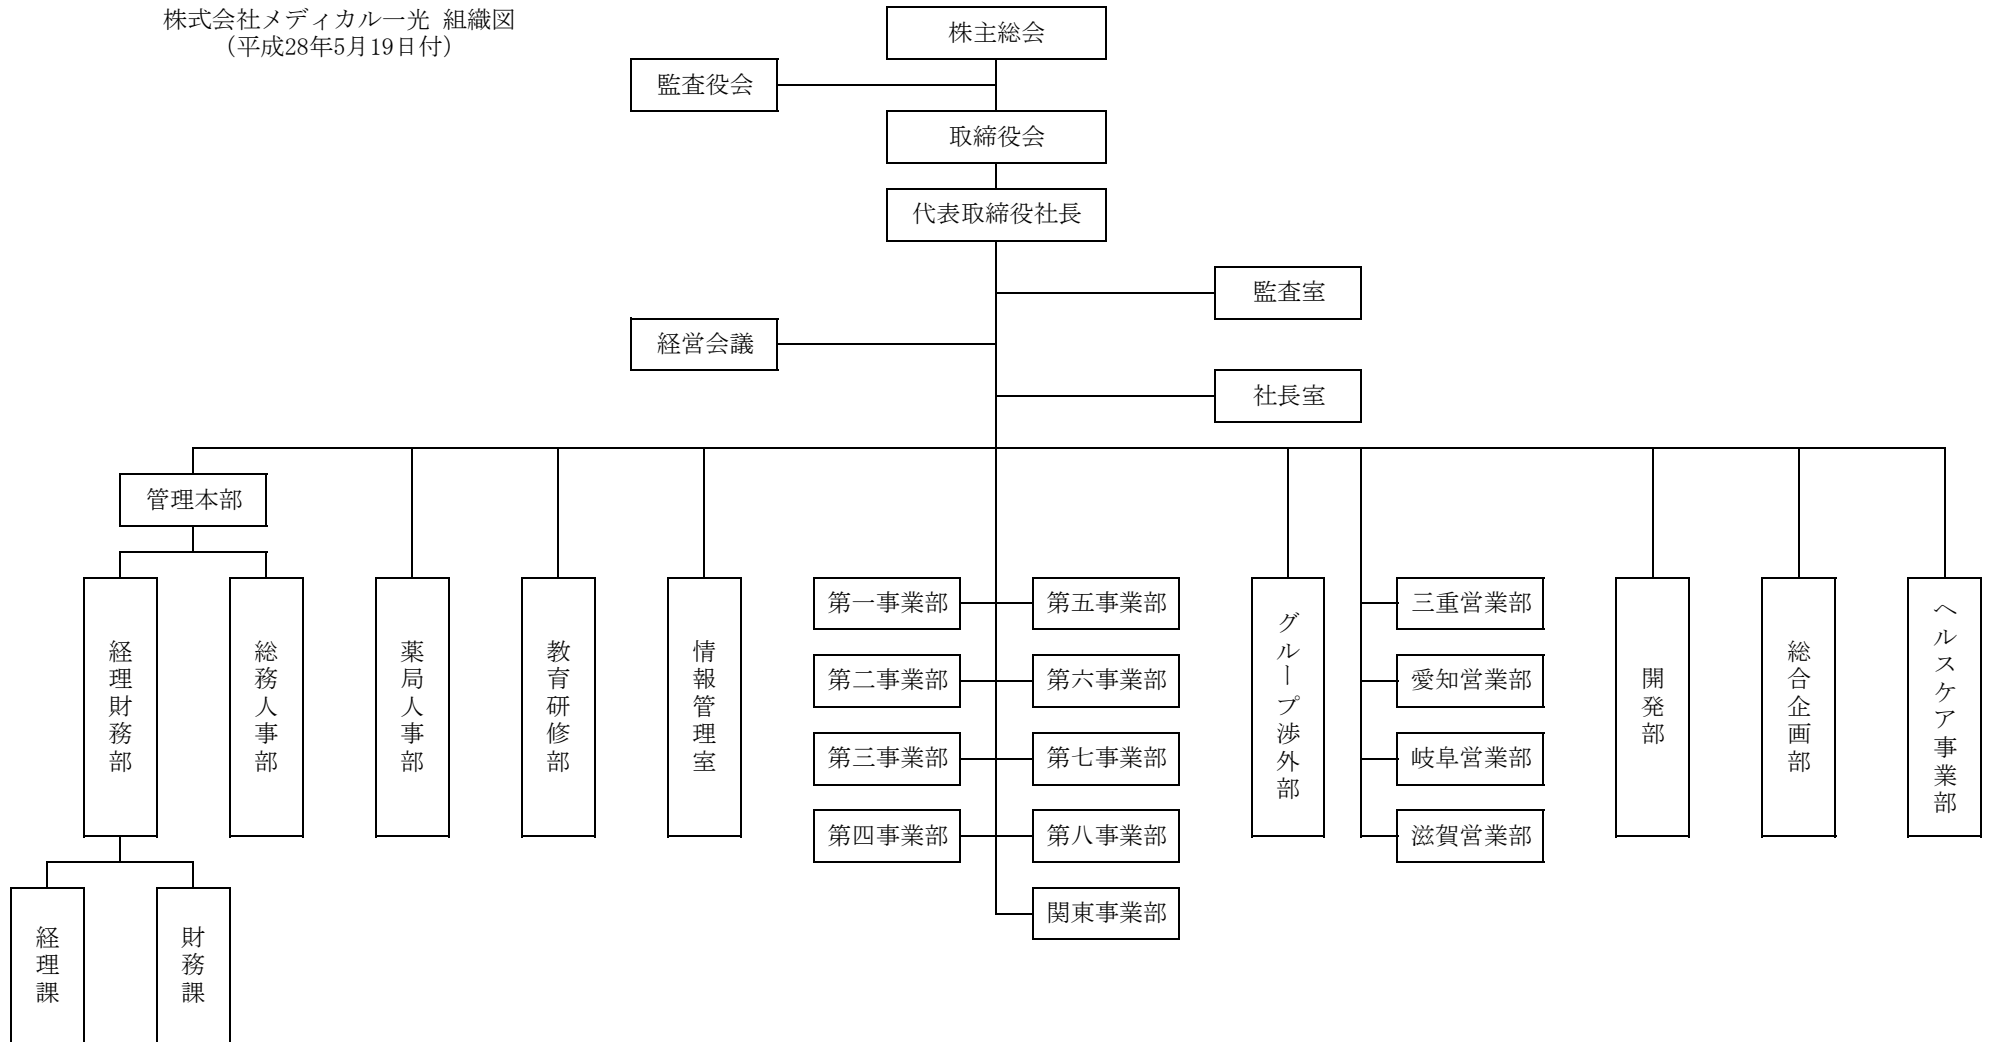 株式会社メディカル一光 組織図
（平成28年5月19日付）
株主総会
監査役会
取締役会
代表取締役社長
監査室
経営会議
社長室
管理本部
経理財務部
総務人事部
薬局人事部
教育研修部
情報管理室
第一事業部
第五事業部
第二事業部
第六事業部
第三事業部
第七事業部
第四事業部
第八事業部
関東事業部
グループ渉外部
三重営業部
愛知営業部
岐阜営業部
滋賀営業部
開発部
総合企画部
ヘルスケア事業部
経理課
財務課